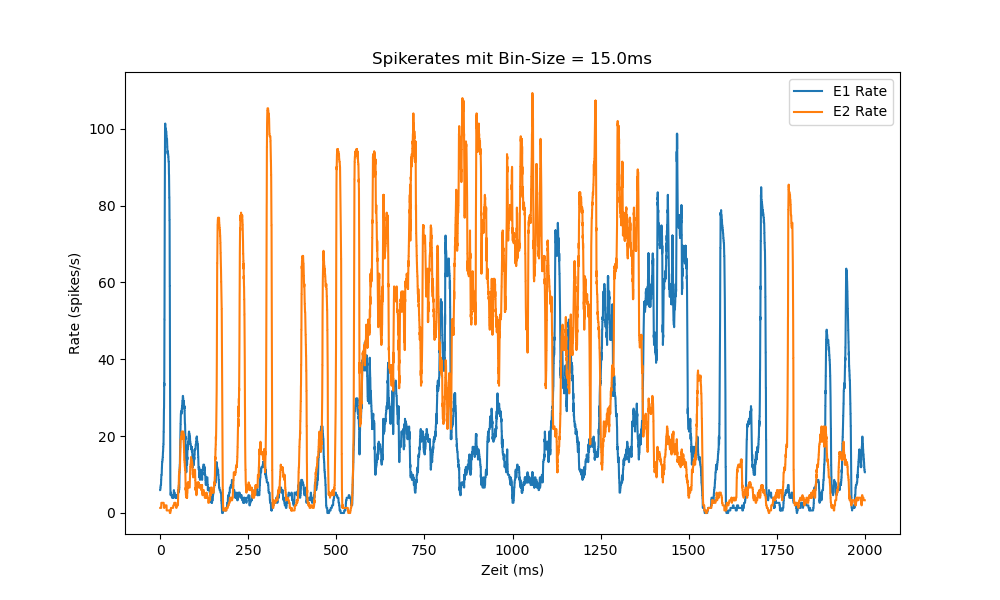 Spikerates mit Bin-Size = 15.0ms
E1 Rate
E2 Rate
Rate (spikes/s)
100
80
60
40
20
0
0 250 500 750 1000 1250 1500 1750 2000
Zeit (ms)